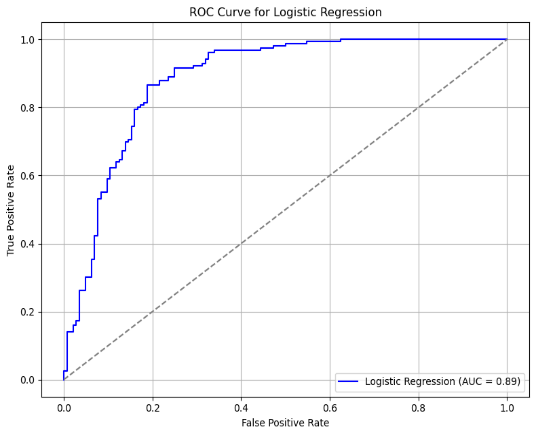 ROC Curve for Logistic Regression
1.0
0.8
0.6
0.4
0.2
0.0
True Positive Rate
0.0 0.2 0.4 0.6 0.8 1.0
False Positive Rate
Logistic Regression (AUC = 0.89)